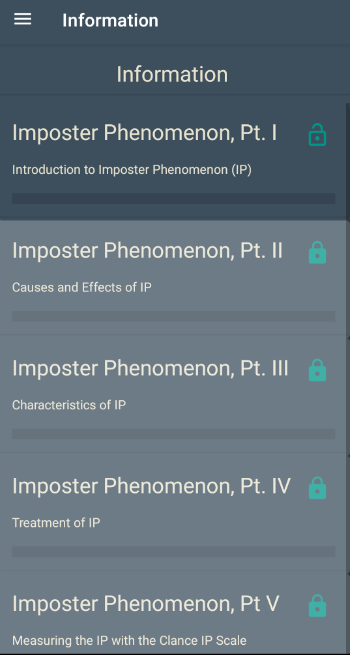 Information
Information
Imposter Phenomenon, Pt. I
Introduction to Imposter Phenomenon (IP)
Imposter Phenomenon, Pt. II
Causes and Effects of IP
Imposter Phenomenon, Pt. III
Characteristics of IP
Imposter Phenomenon, Pt. IV
Treatment of IP
Imposter Phenomenon, Pt V
Measuring the IP with the Clance IP Scale